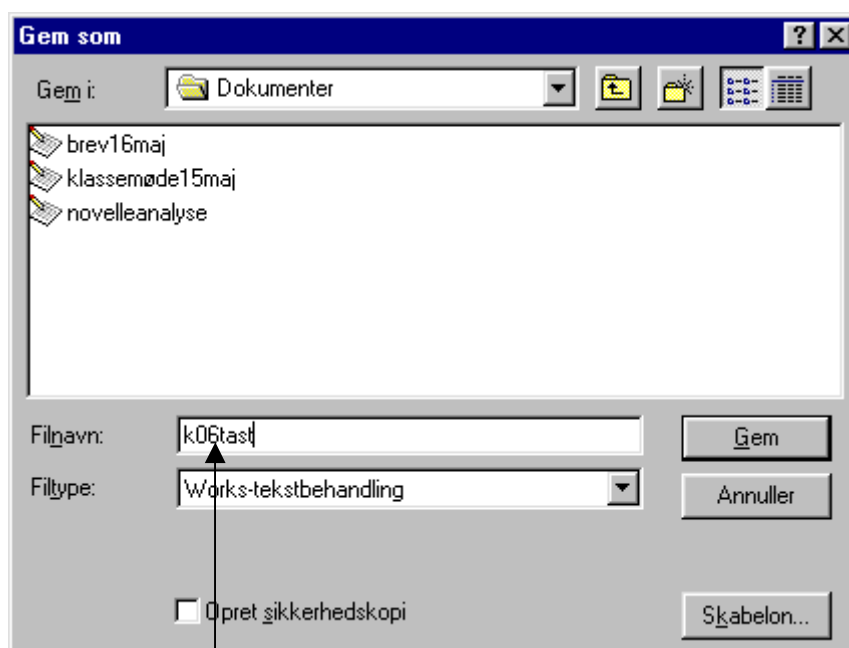 Gem som
Gem i: Dokumenter
brev16maj
klassemøde15maj
novelleanalyse
Filnavn: k06tast Gem
Filtype: Works-tekstbehandling Annuller
Opret sikkerhedskopi Skabelon...